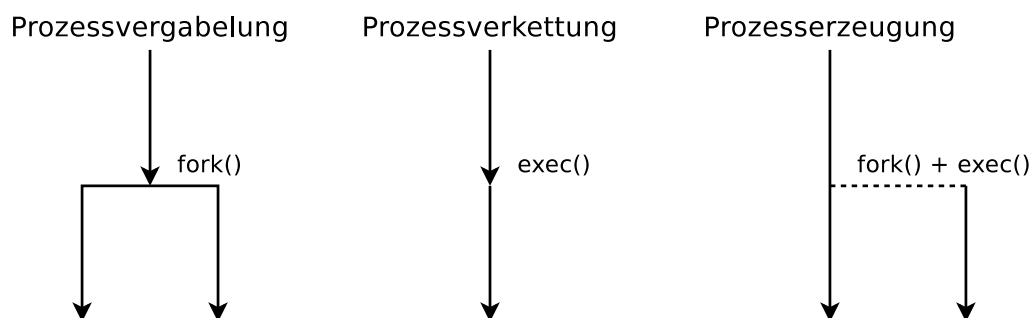 Prozessvergabelung
Prozessverkettung
Prozesserzeugung
fork()
exec()
fork() + exec()